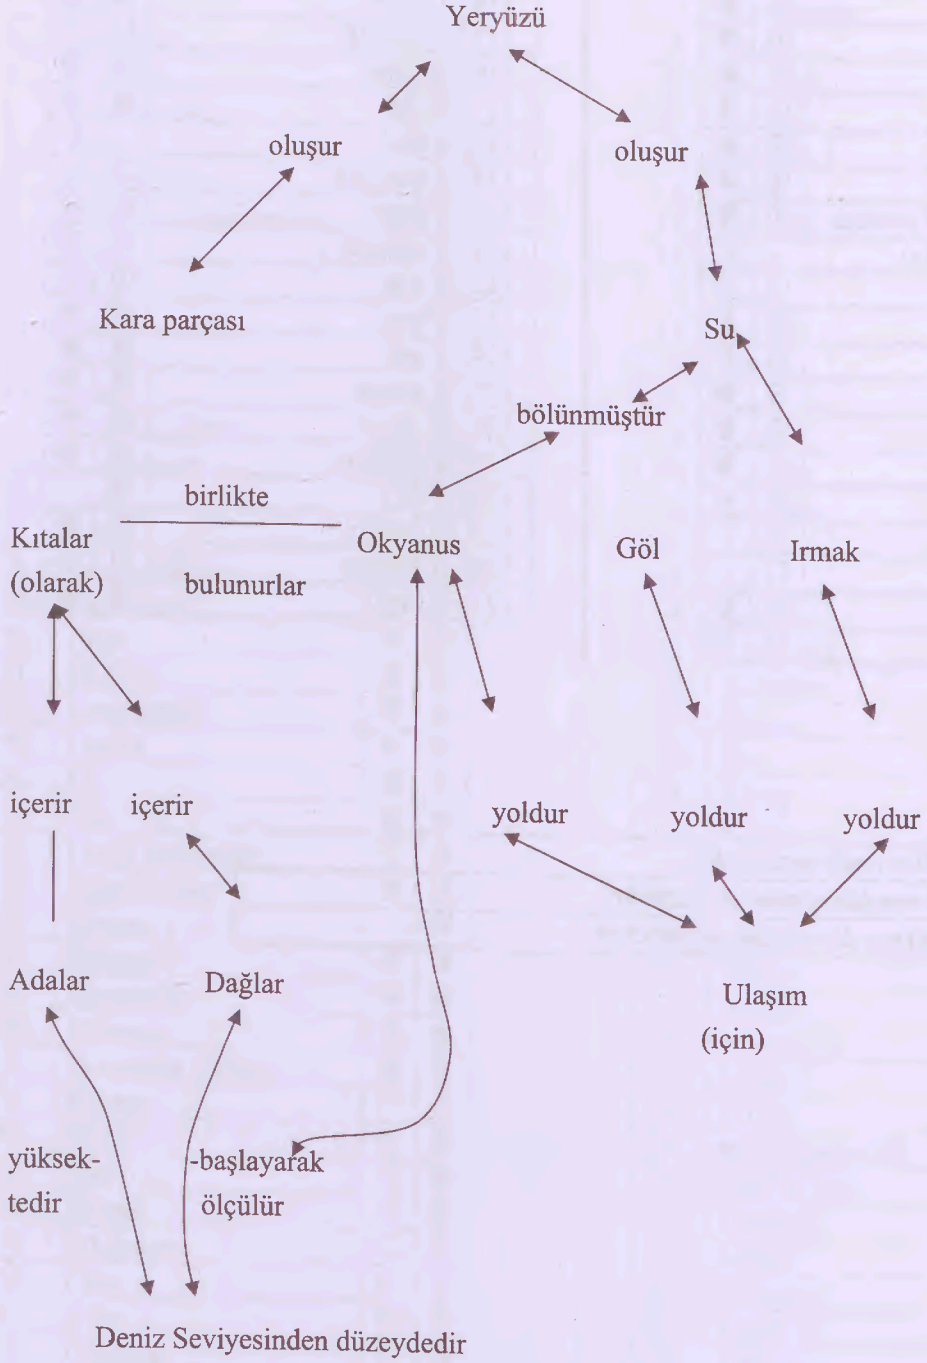 Yeryüzü
oluşur
oluşur
Kara parçası
Su
bölünmüştür
birlikte
Kıtalar
Okyanus
Göl
Irmak
(olarak)
bulunurlar
içerir
içerir
yoldur
yoldur
yoldur
Adalar
Dağlar
Ulaşım
(için)
yüksek-
-başlayarak
tedir
ölçülür
Deniz Seviyesinden düzeydedir